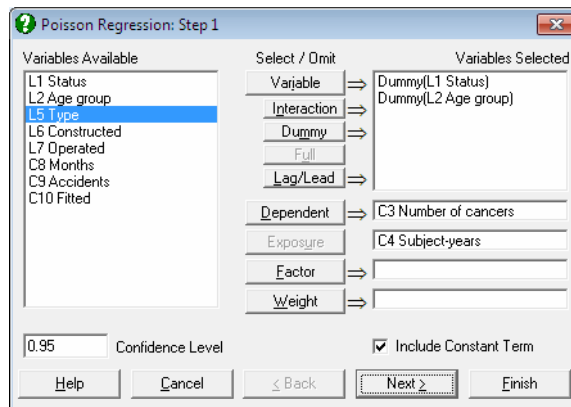 Poisson Regression: Step 1
Variables Available
Select / Omit
Variables Selected
L1 Status
L2 Age group
L5 Type
L6 Constructed
L7 Operated
C8 Months
C9 Accidents
C10 Fitted
Variable
Interaction
Dummy
Full
Lag/Lead
Dummy(L1 Status)
Dummy(L2 Age group)
Dependent
C3 Number of cancers
Exposure
C4 Subject-years
Factor
Weight
0.95
Confidence Level
Include Constant Term
Help
Cancel
< Back
Next >
Finish